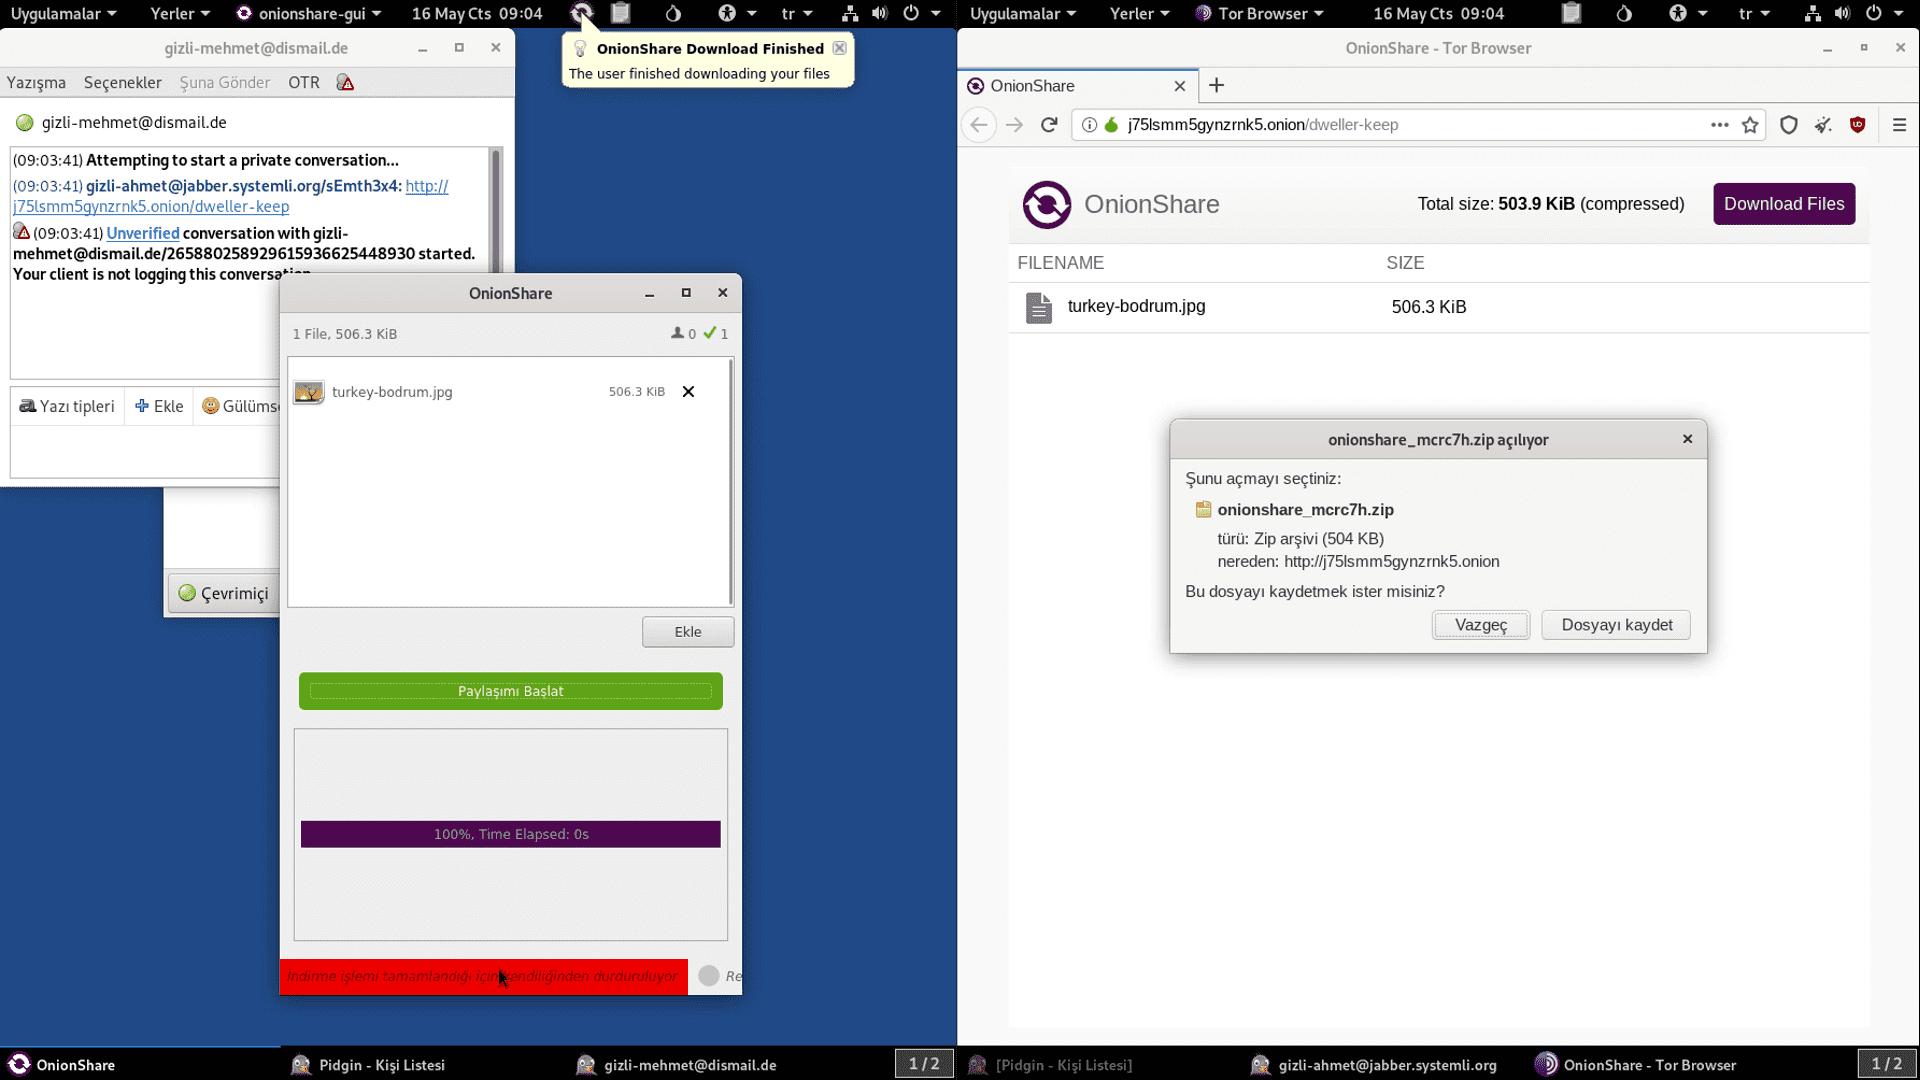 Uygulamalar
Yerler
onionshare-gui
16 May Cts 09:04
tr
gizli-mehmet@dismail.de
Yazışma
Seçenekler
Şuna Gönder
OTR
gizli-mehmet@dismail.de
(09:03:41) Attempting to start a private conversation...
(09:03:41) gizli-ahmet@jabber.systemli.org/sEmth3x4: http://
j75lsmm5gynzrnk5.onion/dweller-keep
(09:03:41) Unverified conversation with gizli-
mehmet@dismail.de/265880258929615936625448930 started.
Your client is not logging this conversation.
Yazı tipleri
Ekle
Gülüms
Çevrimiçi
OnionShare Download Finished
The user finished downloading your files
OnionShare
1 File, 506.3 KiB
0
1
turkey-bodrum.jpg
506.3 KiB
Ekle
Paylaşımı Başlat
100%, Time Elapsed: 0s
İndirme işlemi tamamlandığı için kendiliğinden durduruluyor
Re
OnionShare
Pidgin - Kişi Listesi
gizli-mehmet@dismail.de
1 / 2
Uygulamalar
Yerler
Tor Browser
16 May Cts 09:04
tr
OnionShare - Tor Browser
OnionShare
j75lsmm5gynzrnk5.onion/dweller-keep
OnionShare
Total size: 503.9 KiB (compressed)
Download Files
FILENAME
SIZE
turkey-bodrum.jpg
506.3 KiB
onionshare_mcrc7h.zip açılıyor
Şunu açmayı seçtiniz:
onionshare_mcrc7h.zip
türü: Zip arşivi (504 KB)
nereden: http://j75lsmm5gynzrnk5.onion
Bu dosyayı kaydetmek ister misiniz?
Vazgeç
Dosyayı kaydet
[Pidgin - Kişi Listesi]
gizli-ahmet@jabber.systemli.org
OnionShare - Tor Browser
1 / 2